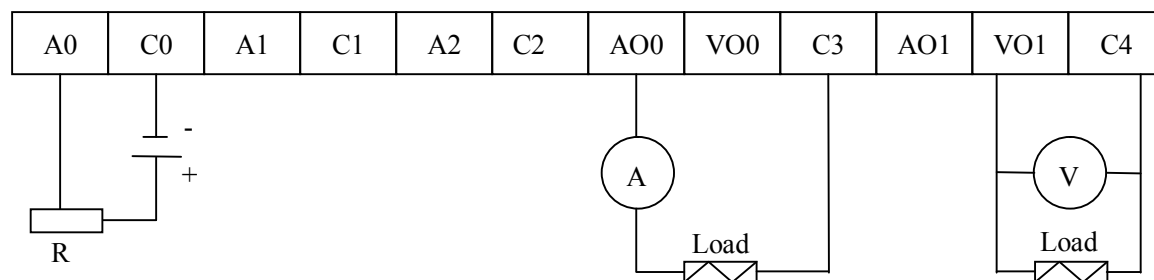 A0 C0 A1 C1 A2 C2 AO0 VO0 C3 AO1 VO1 C4
-
+
A V
R Load Load